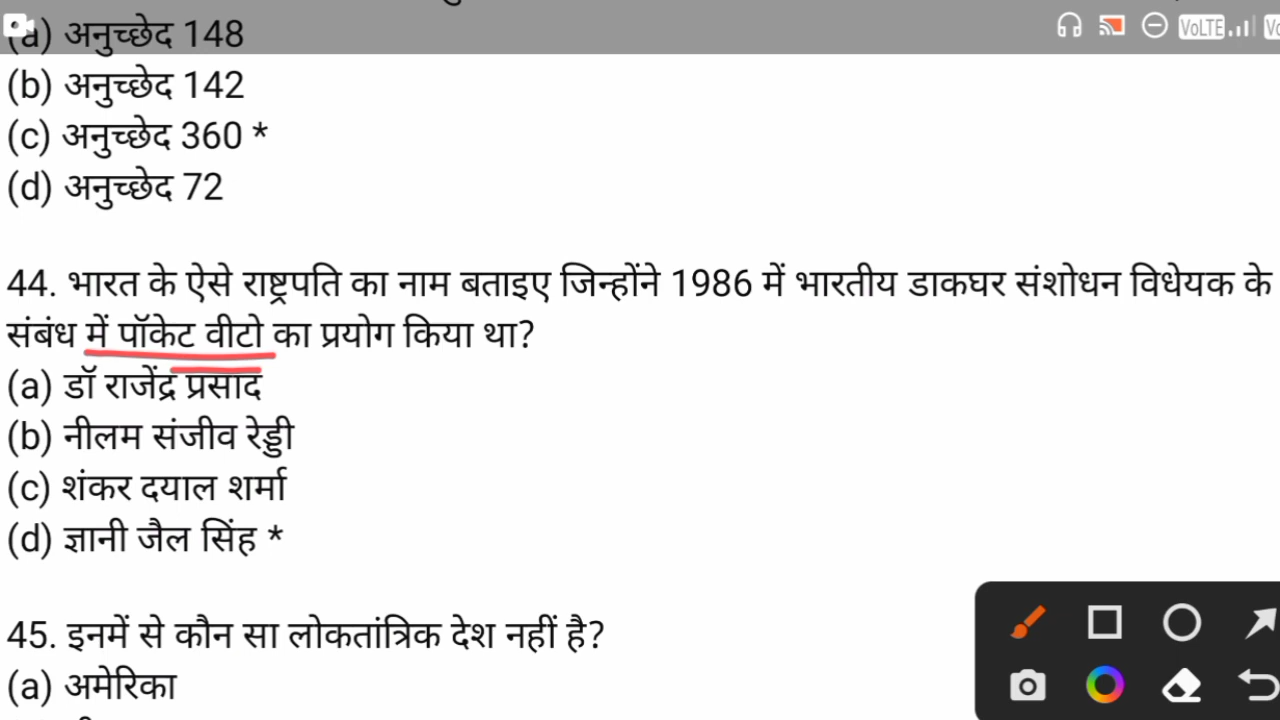 (a) अनुच्छेद 148
VoLTE
(b) अनुच्छेद 142
(c) अनुच्छेद 360 *
(d) अनुच्छेद 72
44. भारत के ऐसे राष्ट्रपति का नाम बताइए जिन्होंने 1986 में भारतीय डाकघर संशोधन विधेयक के
संबंध में पॉकेट वीटो का प्रयोग किया था?
(a) डॉ राजेंद्र प्रसाद
(b) नीलम संजीव रेड्डी
(c) शंकर दयाल शर्मा
(d) ज्ञानी जैल सिंह *
45. इनमें से कौन सा लोकतांत्रिक देश नहीं है?
(a) अमेरिका